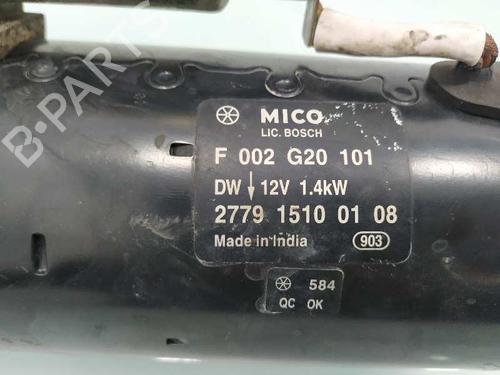 MICO
LIC. BOSCH
F 002 G20 101
DW ↓ 12V 1.4kW
2779 1510 01 08
Made in India 903
584
QC OK
B-PARTS